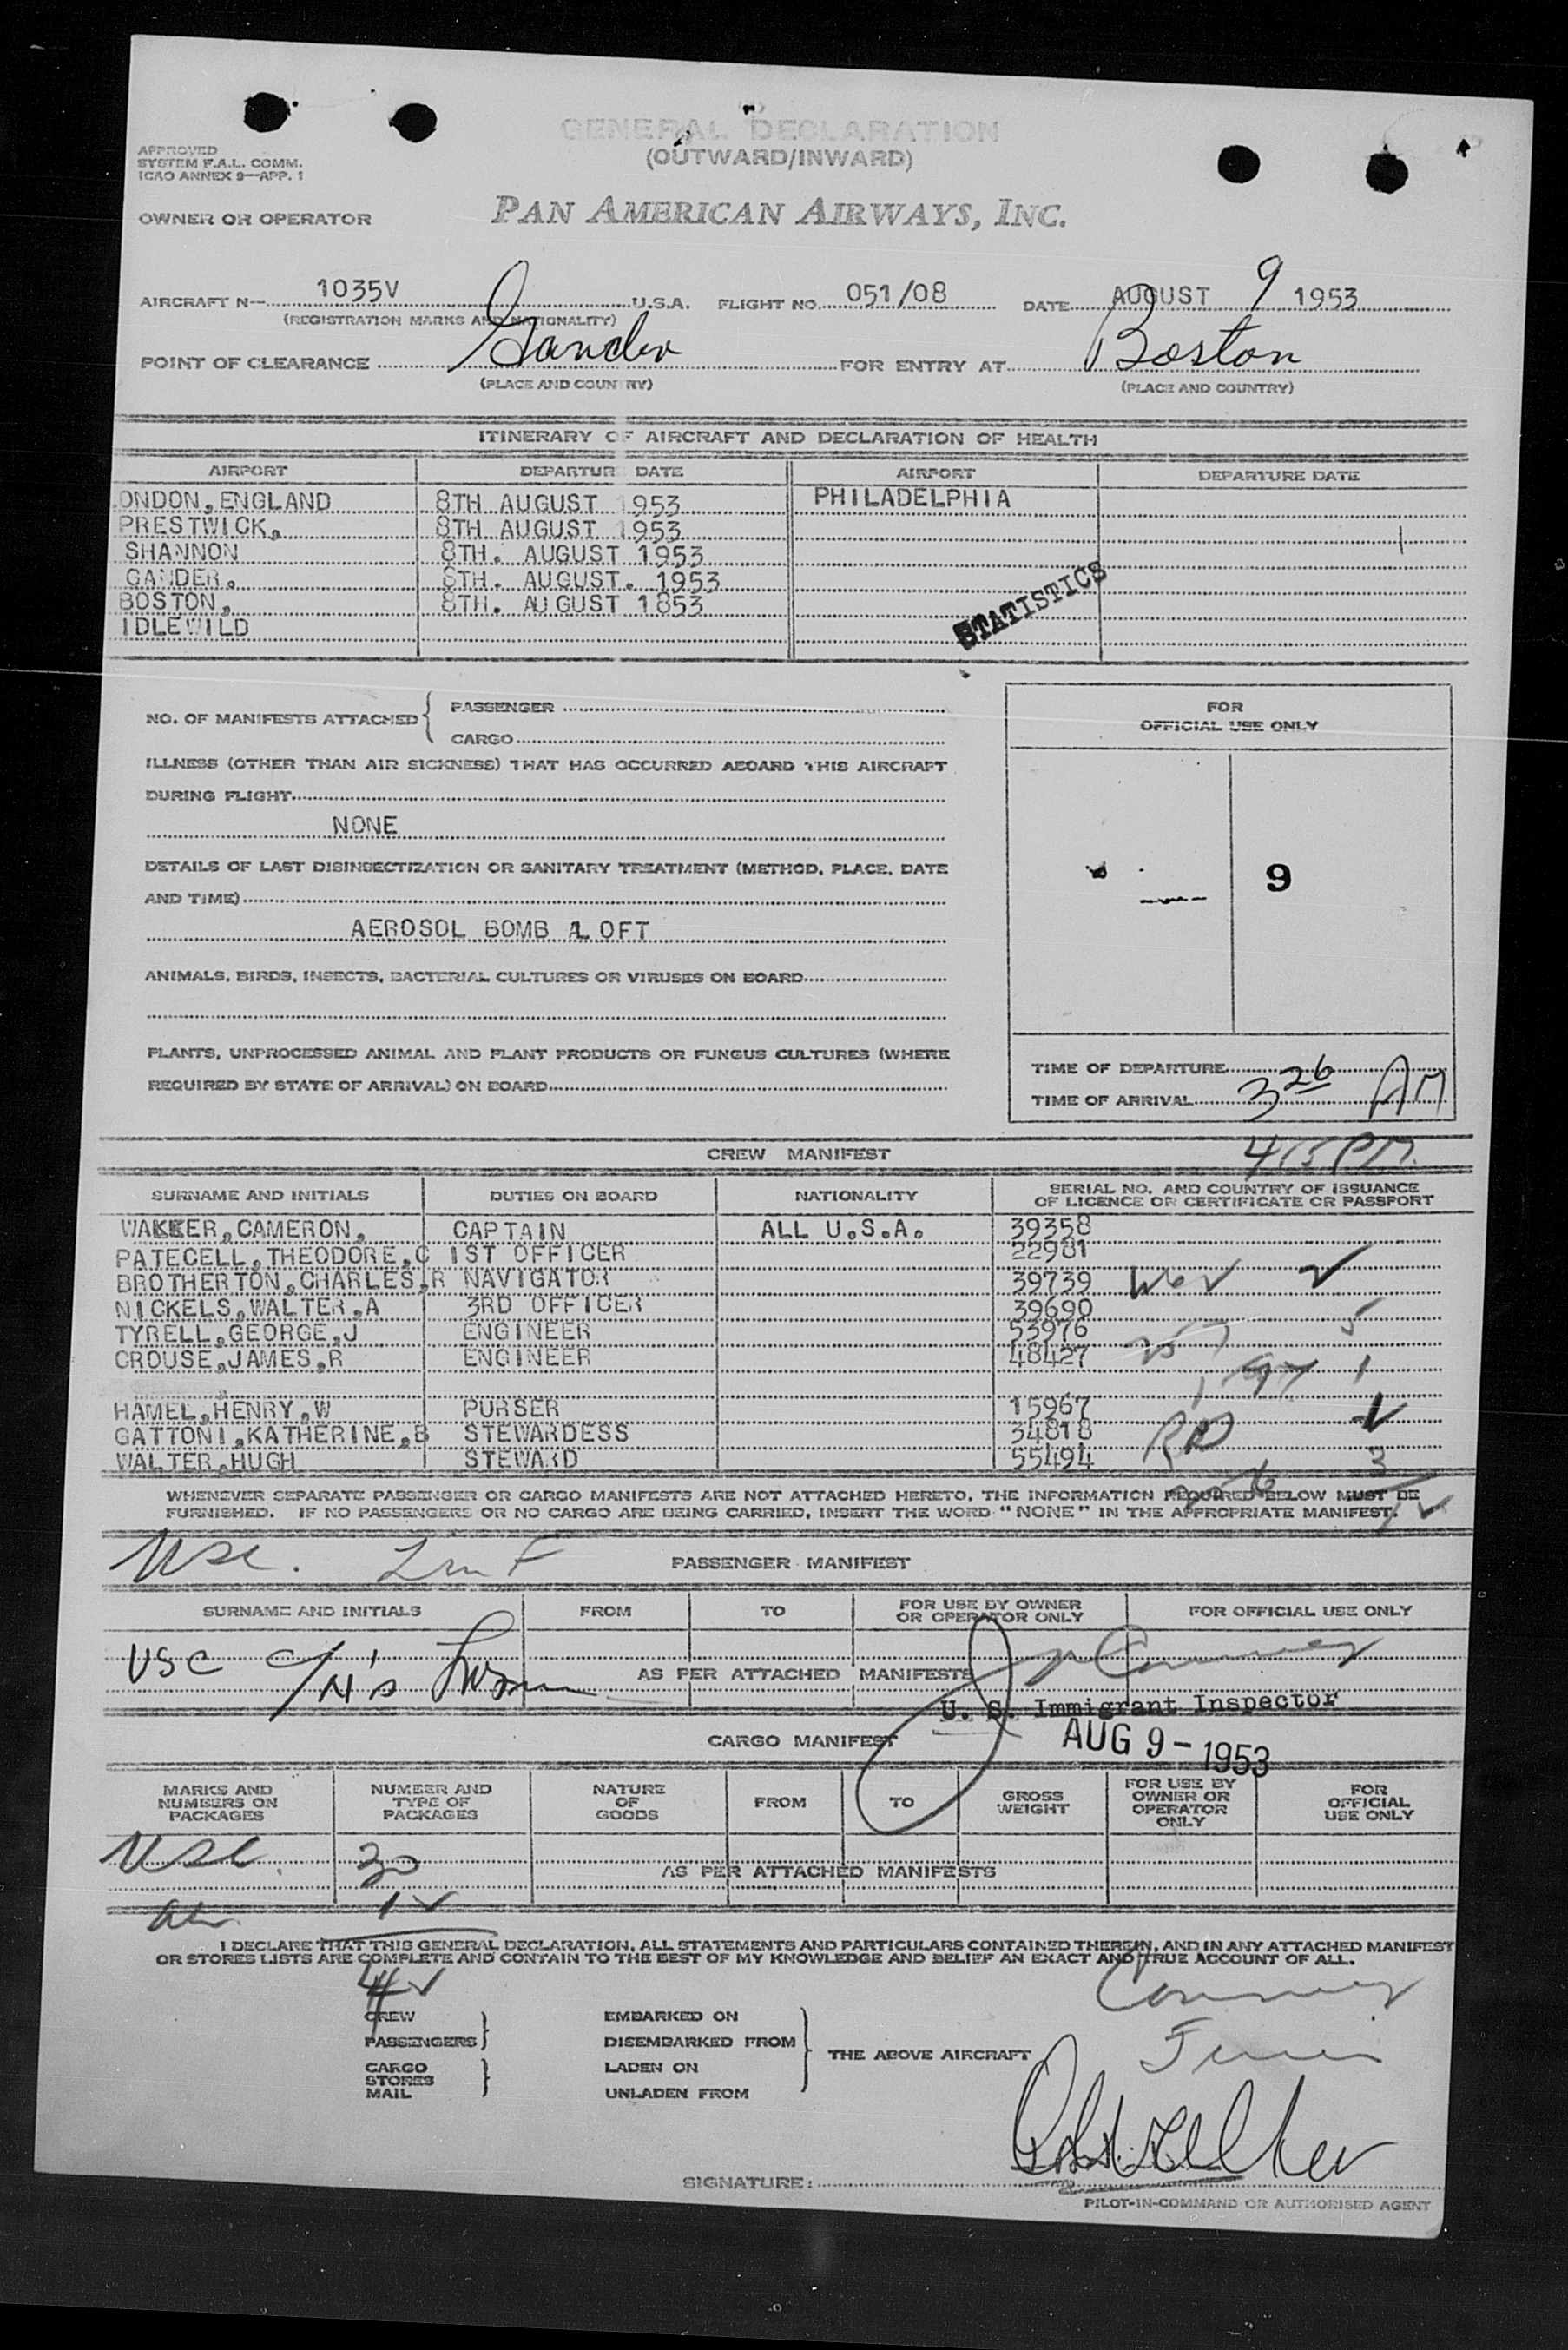 GENERAL DECLARATION
(OUTWARD/INWARD)
APPROVED
SYSTEM F.A.L. COMM.
ICAO ANNEX 9—APP. 1
OWNER OR OPERATOR PAN AMERICAN AIRWAYS, INC.
AIRCRAFT N— 1035V U.S.A. FLIGHT NO. 051/08 DATE AUGUST 9 1953
(REGISTRATION MARKS AND NATIONALITY)
POINT OF CLEARANCE Gander FOR ENTRY AT Boston
(PLACE AND COUNTRY) (PLACE AND COUNTRY)
ITINERARY OF AIRCRAFT AND DECLARATION OF HEALTH
AIRPORT DEPARTUR DATE AIRPORT DEPARTURE DATE
ONDON, ENGLAND 8TH AUGUST 1953 PHILADELPHIA
PRESTWICK, 8TH AUGUST 1953
SHANNON 8TH. AUGUST 1953
GANDER. 8TH. AUGUST. 1953
BOSTON, 8TH. AUGUST 1853
IDLEWILD
STATISTICS
NO. OF MANIFESTS ATTACHED { PASSENGER
CARGO
FOR
OFFICIAL USE ONLY
ILLNESS (OTHER THAN AIR SICKNESS) THAT HAS OCCURRED ABOARD THIS AIRCRAFT
DURING FLIGHT
NONE
DETAILS OF LAST DISINSECTIZATION OR SANITARY TREATMENT (METHOD, PLACE, DATE
AND TIME)
9
AEROSOL BOMB ALOFT
ANIMALS, BIRDS, INSECTS, BACTERIAL CULTURES OR VIRUSES ON BOARD
PLANTS, UNPROCESSED ANIMAL AND PLANT PRODUCTS OR FUNGUS CULTURES (WHERE
REQUIRED BY STATE OF ARRIVAL) ON BOARD
TIME OF DEPARTURE
TIME OF ARRIVAL 3 26 AM
4 15 PM.
CREW MANIFEST
SURNAME AND INITIALS DUTIES ON BOARD NATIONALITY SERIAL NO. AND COUNTRY OF ISSUANCE
OF LICENCE OR CERTIFICATE OR PASSPORT
WALKER, CAMERON, CAPTAIN ALL U.S.A. 39358
PATECELL, THEODORE, C 1ST OFFICER 22981
BROTHERTON, CHARLES, R NAVIGATOR 39739
NICKELS, WALTER, A 3RD OFFICER 39690
TYRELL, GEORGE, J ENGINEER 53976 5
CROUSE, JAMES, R ENGINEER 48427
1
HAMEL, HENRY, W PURSER 15967
GATTONI, KATHERINE, B STEWARDESS 34818
WALTER, HUGH STEWARD 55494 3
WHENEVER SEPARATE PASSENGER OR CARGO MANIFESTS ARE NOT ATTACHED HERETO, THE INFORMATION REQUIRED BELOW MUST BE
FURNISHED. IF NO PASSENGERS OR NO CARGO ARE BEING CARRIED, INSERT THE WORD "NONE" IN THE APPROPRIATE MANIFEST.
USC. PASSENGER MANIFEST
SURNAME AND INITIALS FROM TO FOR USE BY OWNER
OR OPERATOR ONLY FOR OFFICIAL USE ONLY
USC C/N's
AS PER ATTACHED MANIFESTS
U. S. Immigrant Inspector
AUG 9 - 1953
CARGO MANIFEST
MARKS AND
NUMBERS ON
PACKAGES NUMBER AND
TYPE OF
PACKAGES NATURE
OF
GOODS FROM TO GROSS
WEIGHT FOR USE BY
OWNER OR
OPERATOR
ONLY FOR
OFFICIAL
USE ONLY
USC. 30 AS PER ATTACHED MANIFESTS
I DECLARE THAT THIS GENERAL DECLARATION, ALL STATEMENTS AND PARTICULARS CONTAINED THEREIN, AND IN ANY ATTACHED MANIFEST
OR STORES LISTS ARE COMPLETE AND CONTAIN TO THE BEST OF MY KNOWLEDGE AND BELIEF AN EXACT AND TRUE ACCOUNT OF ALL.
CREW
PASSENGERS } EMBARKED ON
DISEMBARKED FROM } THE ABOVE AIRCRAFT
CARGO
STORES
MAIL } LADEN ON
UNLADEN FROM
SIGNATURE:
PILOT-IN-COMMAND OR AUTHORISED AGENT